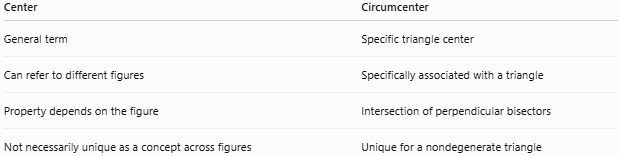 Center Circumcenter
General term Specific triangle center
Can refer to different figures Specifically associated with a triangle
Property depends on the figure Intersection of perpendicular bisectors
Not necessarily unique as a concept across figures Unique for a nondegenerate triangle